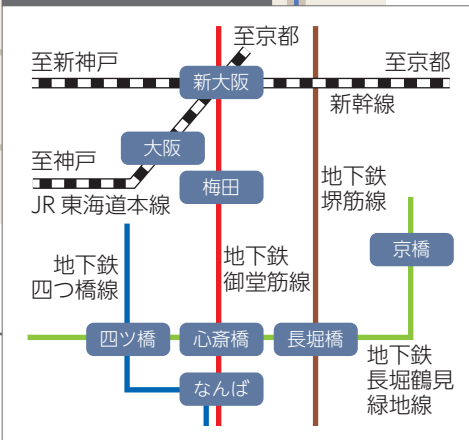 至京都
至新神戸
新大阪
至京都
新幹線
大阪
至神戸
JR 東海道本線
梅田
地下鉄
堺筋線
京橋
地下鉄
四つ橋線
地下鉄
御堂筋線
四ツ橋
心斎橋
長堀橋
地下鉄
長堀鶴見
緑地線
なんば